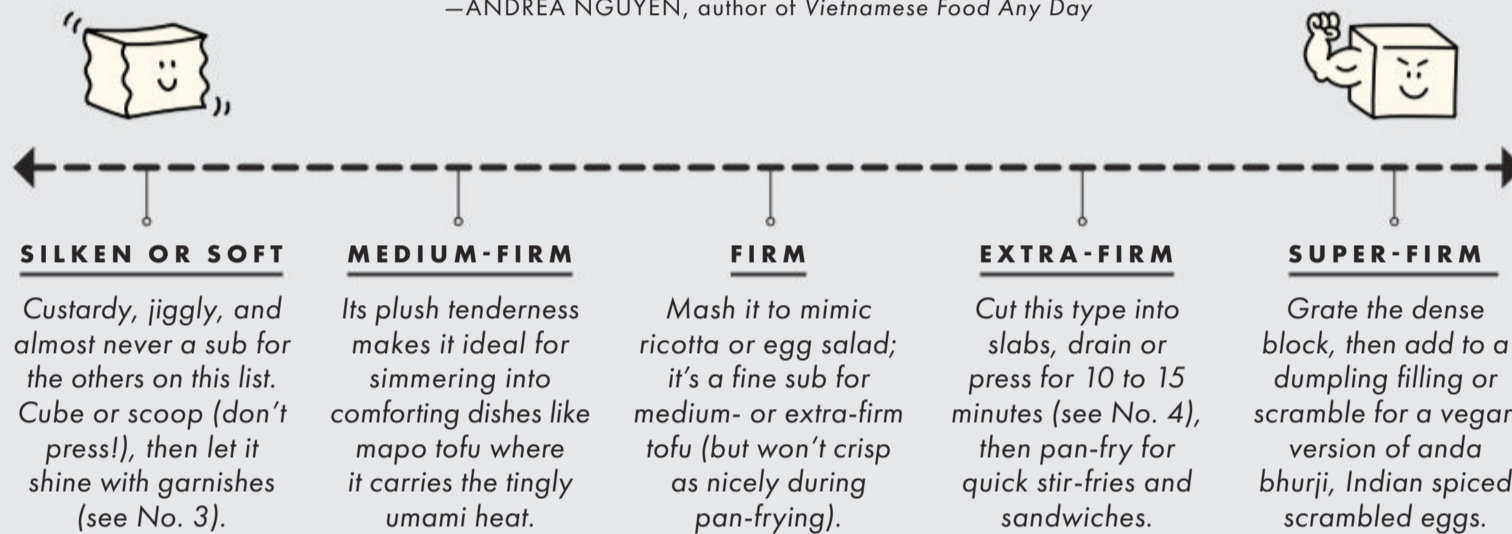 —ANDREA NGUYEN, author of Vietnamese Food Any Day
SILKEN OR SOFT
Custardy, jiggly, and
almost never a sub for
the others on this list.
Cube or scoop (don't
press!), then let it
shine with garnishes
(see No. 3).
MEDIUM-FIRM
Its plush tenderness
makes it ideal for
simmering into
comforting dishes like
mapo tofu where
it carries the tingly
umami heat.
FIRM
Mash it to mimic
ricotta or egg salad;
it's a fine sub for
medium- or extra-firm
tofu (but won't crisp
as nicely during
pan-frying).
EXTRA-FIRM
Cut this type into
slabs, drain or
press for 10 to 15
minutes (see No. 4),
then pan-fry for
quick stir-fries and
sandwiches.
SUPER-FIRM
Grate the dense
block, then add to a
dumpling filling or
scramble for a vegan
version of anda
bhurji, Indian spiced
scrambled eggs.